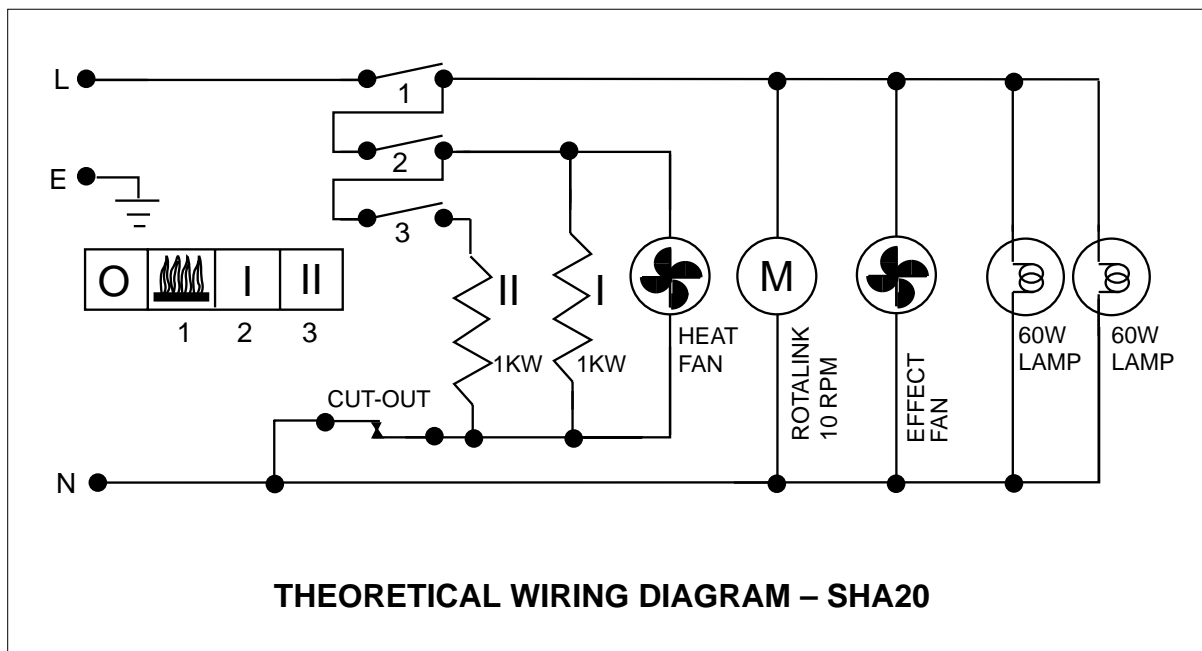 L
1
2
E
3
O I II
1 2 3
II
I
M
1KW
1KW
HEAT
FAN
ROTALINK
10 RPM
EFFECT
FAN
60W
LAMP
60W
LAMP
CUT-OUT
N
THEORETICAL WIRING DIAGRAM – SHA20